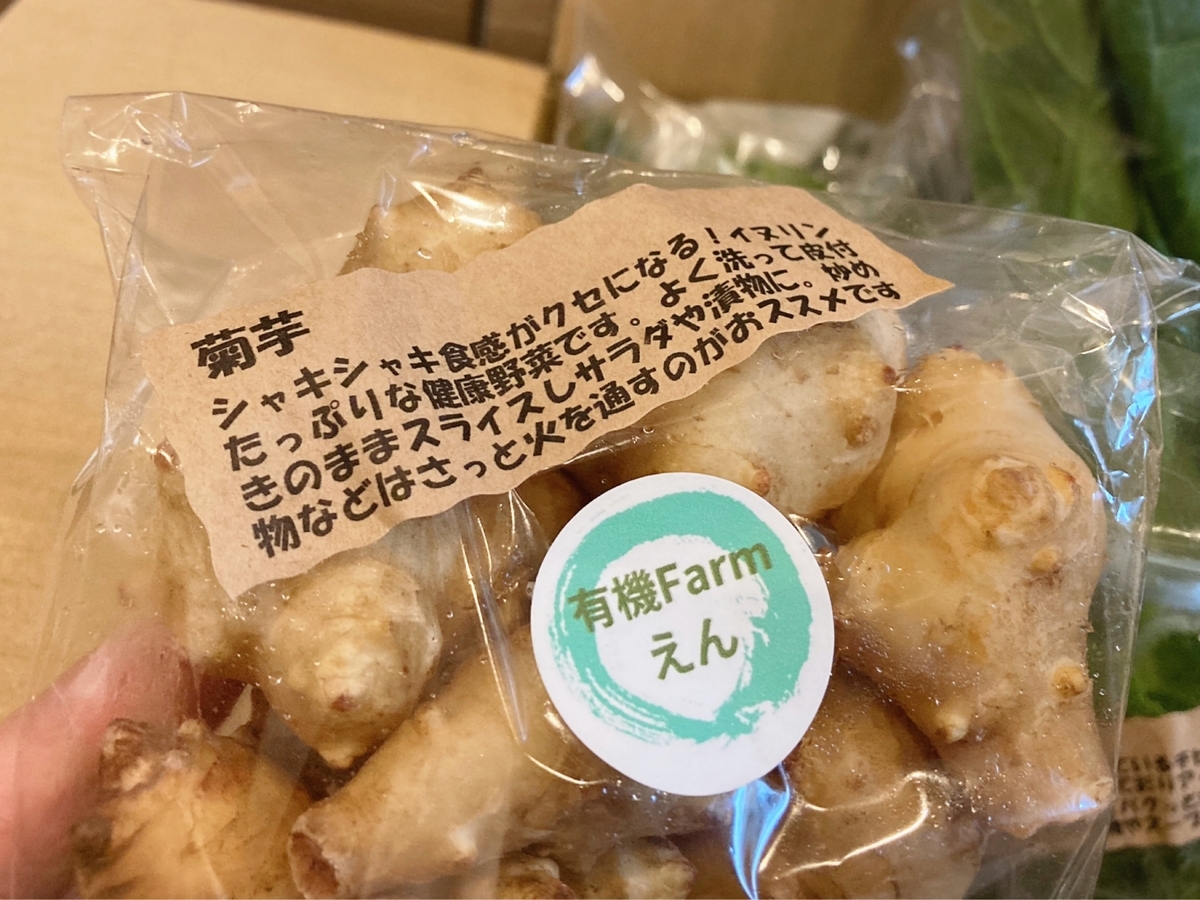 菊芋
シャキシャキ食感がクセになる！イヌリン
たっぷりな健康野菜です。よく洗って皮付
きのままスライスしサラダや漬物に。炒め
物などはさっと火を通すのがおススメです
有機Farm
えん